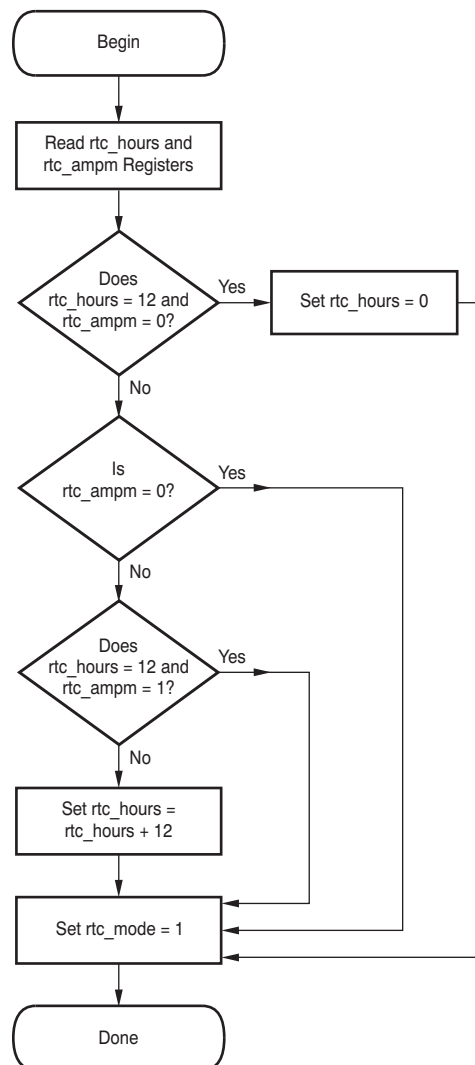 Begin
Read rtc_hours and
rtc_ampm Registers
Does
rtc_hours = 12 and
rtc_ampm = 0?
Yes
Set rtc_hours = 0
No
Is
rtc_ampm = 0?
Yes
No
Does
rtc_hours = 12 and
rtc_ampm = 1?
Yes
No
Set rtc_hours =
rtc_hours + 12
Set rtc_mode = 1
Done